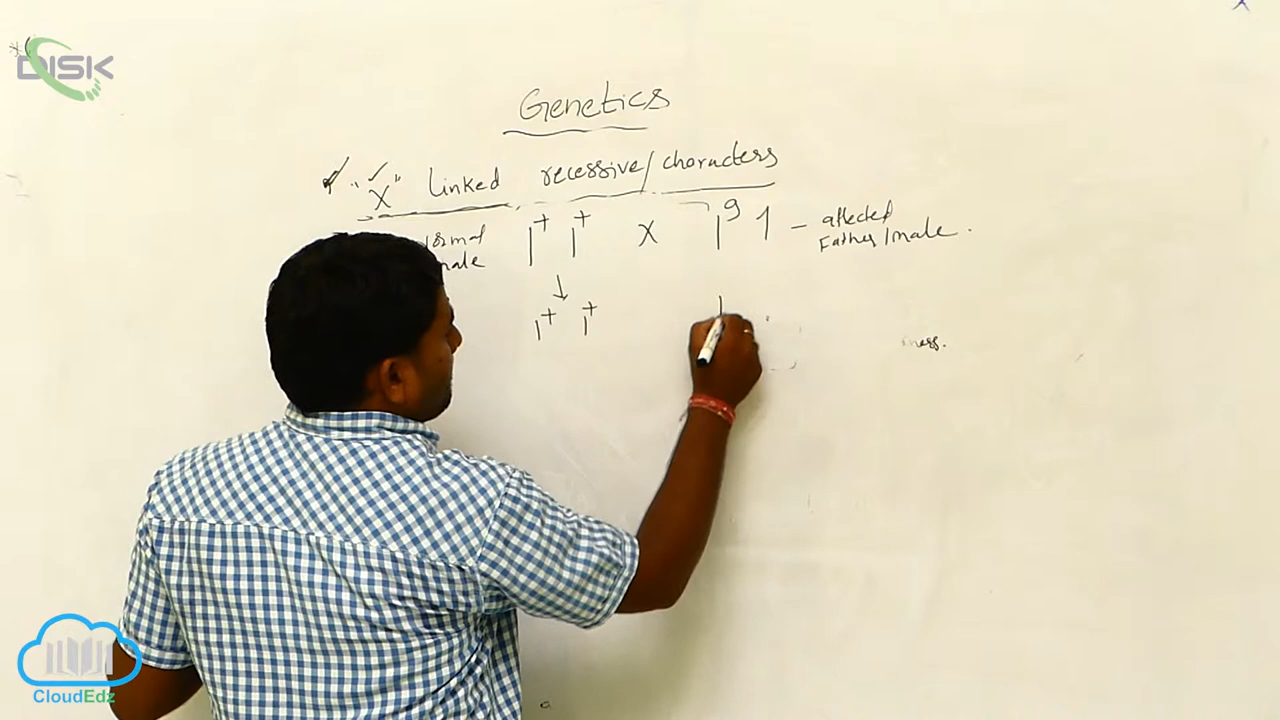 DISK
Genetics
"X" linked recessive/characters
+ + X g 1 – affected
Father/male.
+ +
CloudEdz